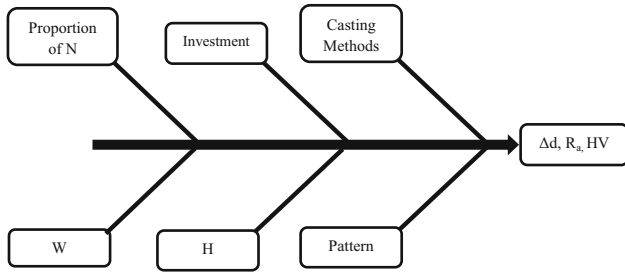 Proportion
of N
Investment
Casting
Methods
Δd, Rₐ, HV
W
H
Pattern